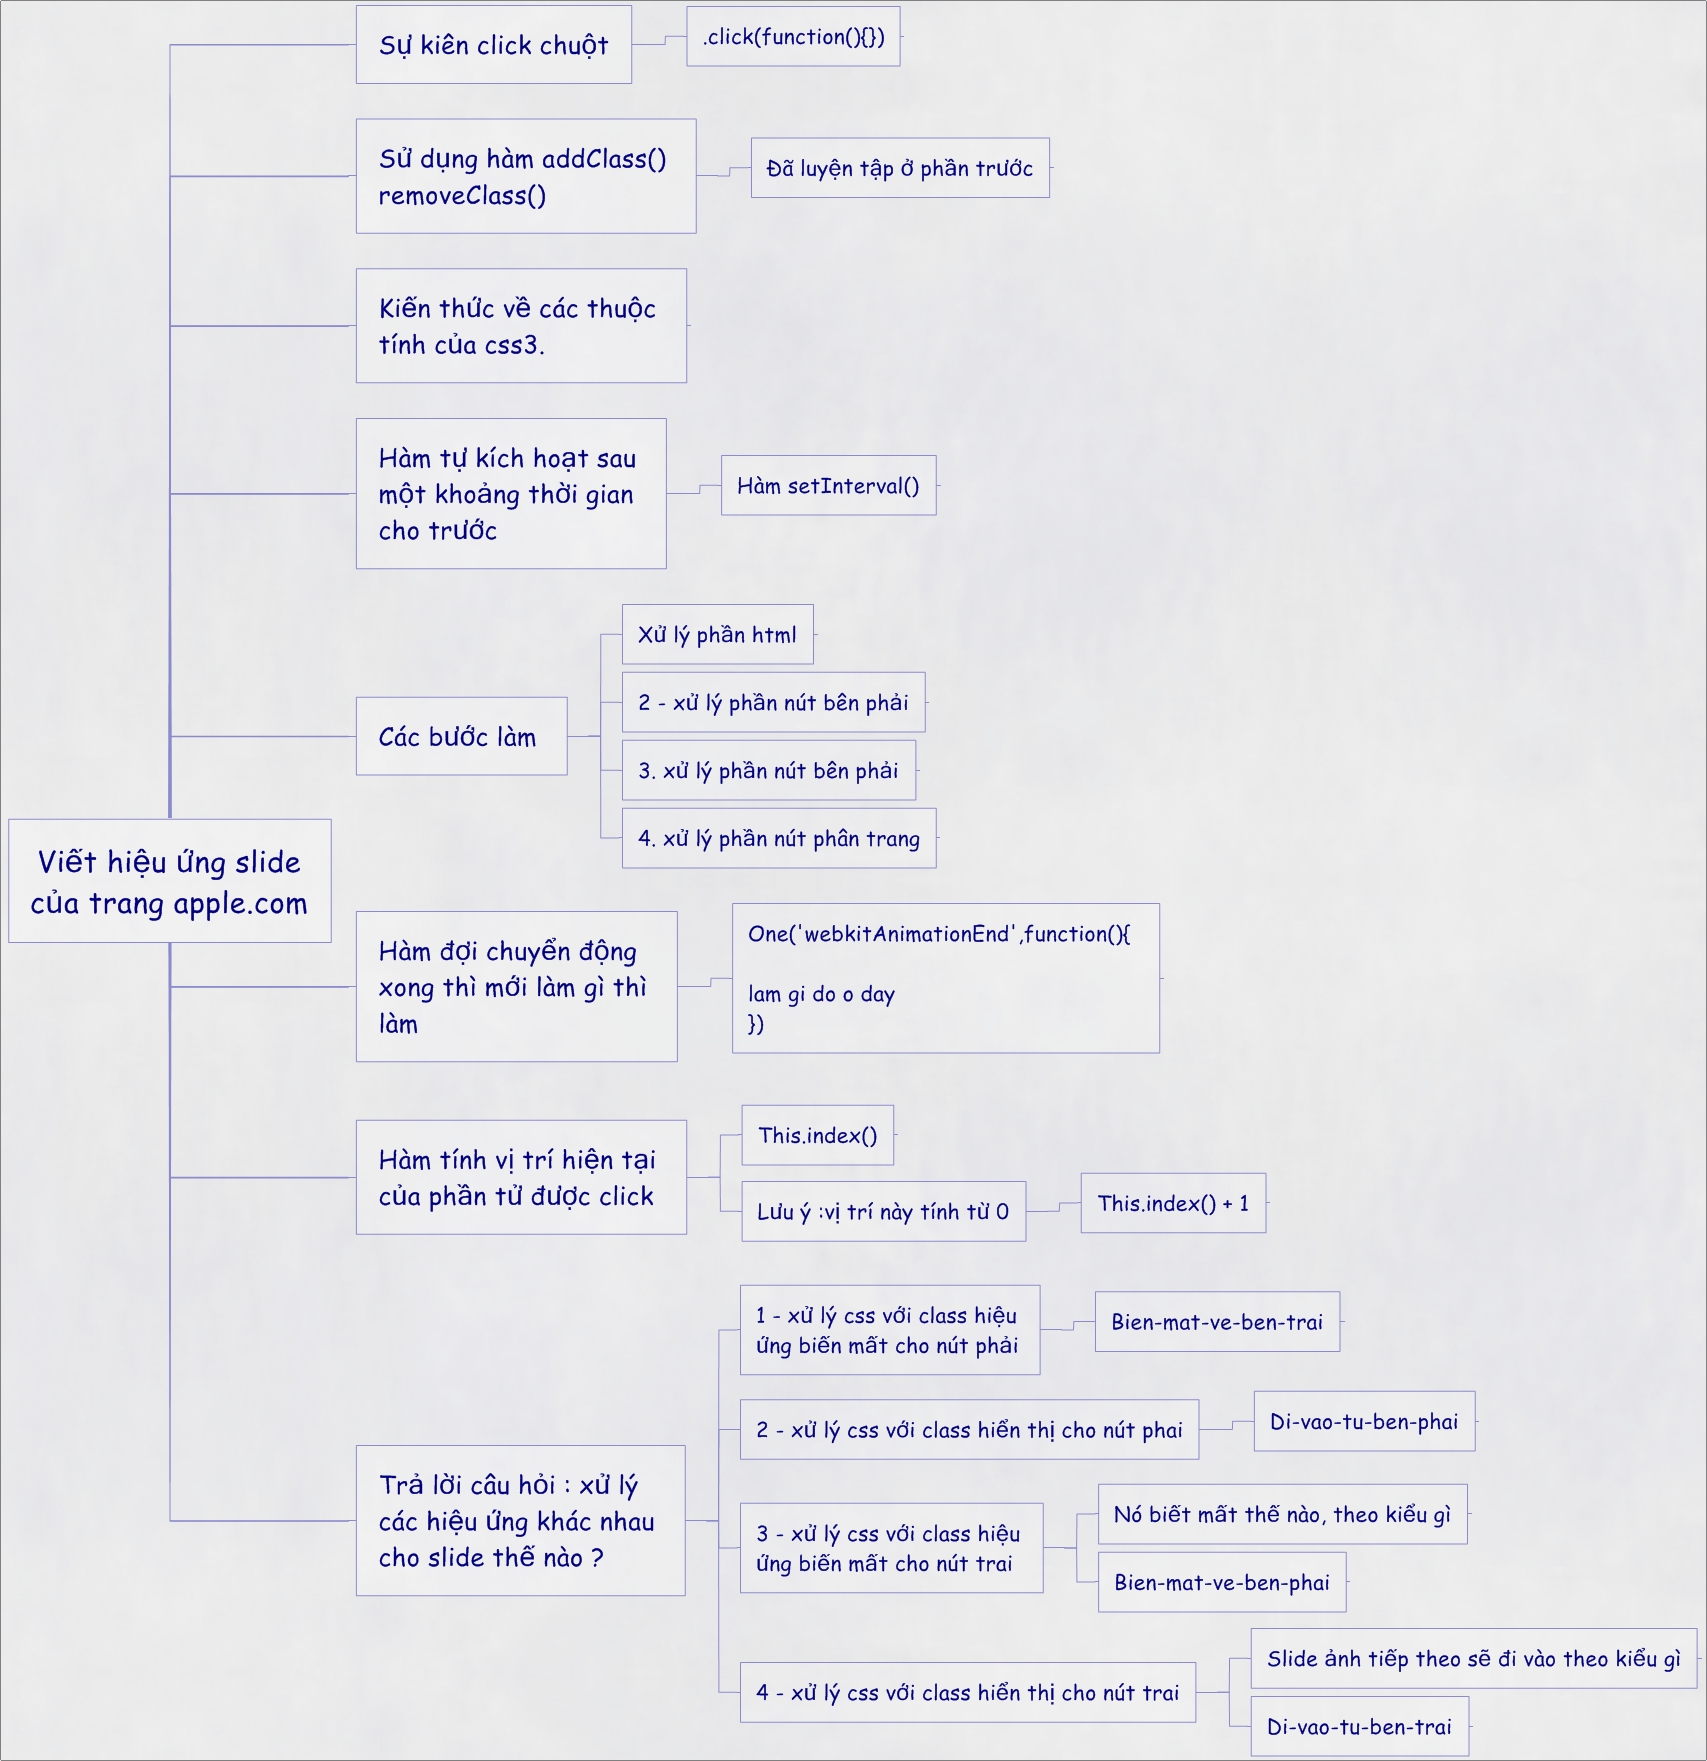 Sự kiên click chuột
.click(function(){})
Sử dụng hàm addClass()
removeClass()
Đã luyện tập ở phần trước
Kiến thức về các thuộc
tính của css3.
Hàm tự kích hoạt sau
một khoảng thời gian
cho trước
Hàm setInterval()
Các bước làm
Xử lý phần html
2 - xử lý phần nút bên phải
3. xử lý phần nút bên phải
4. xử lý phần nút phân trang
Viết hiệu ứng slide
của trang apple.com
Hàm đợi chuyển động
xong thì mới làm gì thì
làm
One('webkitAnimationEnd',function(){
lam gi do o day
})
Hàm tính vị trí hiện tại
của phần tử được click
This.index()
Lưu ý :vị trí này tính từ 0
This.index() + 1
Trả lời câu hỏi : xử lý
các hiệu ứng khác nhau
cho slide thế nào ?
1 - xử lý css với class hiệu
ứng biến mất cho nút phải
Bien-mat-ve-ben-trai
2 - xử lý css với class hiển thị cho nút phai
Di-vao-tu-ben-phai
3 - xử lý css với class hiệu
ứng biến mất cho nút trai
Nó biết mất thế nào, theo kiểu gì
Bien-mat-ve-ben-phai
4 - xử lý css với class hiển thị cho nút trai
Slide ảnh tiếp theo sẽ đi vào theo kiểu gì
Di-vao-tu-ben-trai